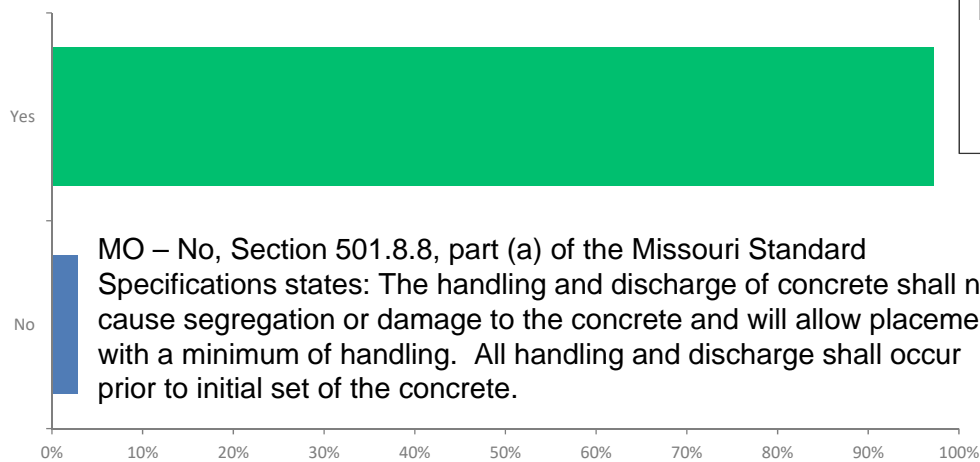 Yes
MO – No, Section 501.8.8, part (a) of the Missouri Standard
Specifications states: The handling and discharge of concrete shall
cause segregation or damage to the concrete and will allow
with a minimum of handling.  All handling and discharge shall occur
prior to initial set of the concrete.
No
0% 10% 20% 30% 40% 50% 60% 70% 80% 90% 100%